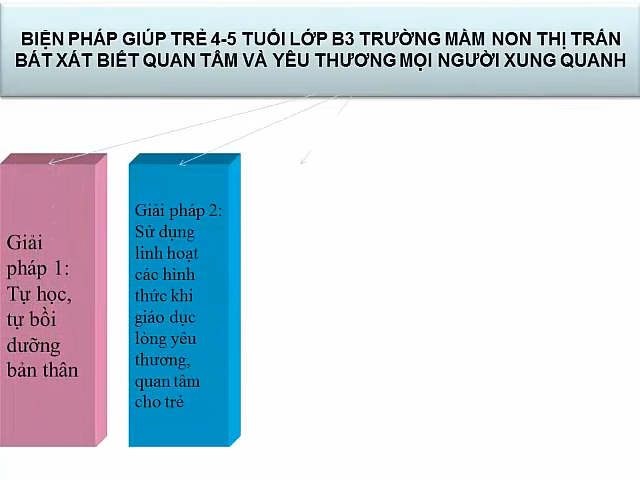 BIỆN PHÁP GIÚP TRẺ 4-5 TUỔI LỚP B3 TRƯỜNG MẦM NON THỊ TRẤN
BÁT XÁT BIẾT QUAN TÂM VÀ YÊU THƯƠNG MỌI NGƯỜI XUNG QUANH
Giải
pháp 1:
Tự học,
tự bồi
dưỡng
bản thân
Giải pháp 2:
Sử dụng
linh hoạt
các hình
thức khi
giáo dục
lòng yêu
thương,
quan tâm
cho trẻ